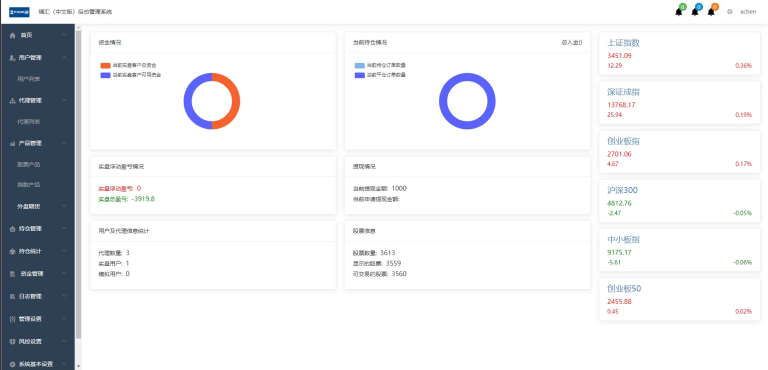 福汇（中文版）后台管理系统
xchen
首页
用户管理
用户列表
代理管理
代理列表
产品管理
股票产品
指数产品
外盘期货
持仓管理
持仓统计
资金管理
日志管理
管理设置
风控设置
系统基本设置
资金情况
当前实盘客户总资金
当前实盘客户可用资金
当前持仓情况
总入金()
当前持仓订单数量
当前平仓订单数量
实盘浮动盈亏情况
实盘浮动盈亏: 0
实盘总盈亏: -3919.8
提现情况
当前提现金额: 1000
当前申请提现金额:
用户及代理信息统计
代理数量: 3
实盘用户: 1
模拟用户: 0
股票信息
股票数量: 3613
显示的股票: 3559
可交易的股票: 3560
上证指数
3451.09
12.29 0.36%
深证成指
13768.17
25.94 0.19%
创业板指
2701.06
4.67 0.17%
沪深300
4812.76
-2.47 -0.05%
中小板指
9175.17
-5.61 -0.06%
创业板50
2455.88
0.45 0.02%